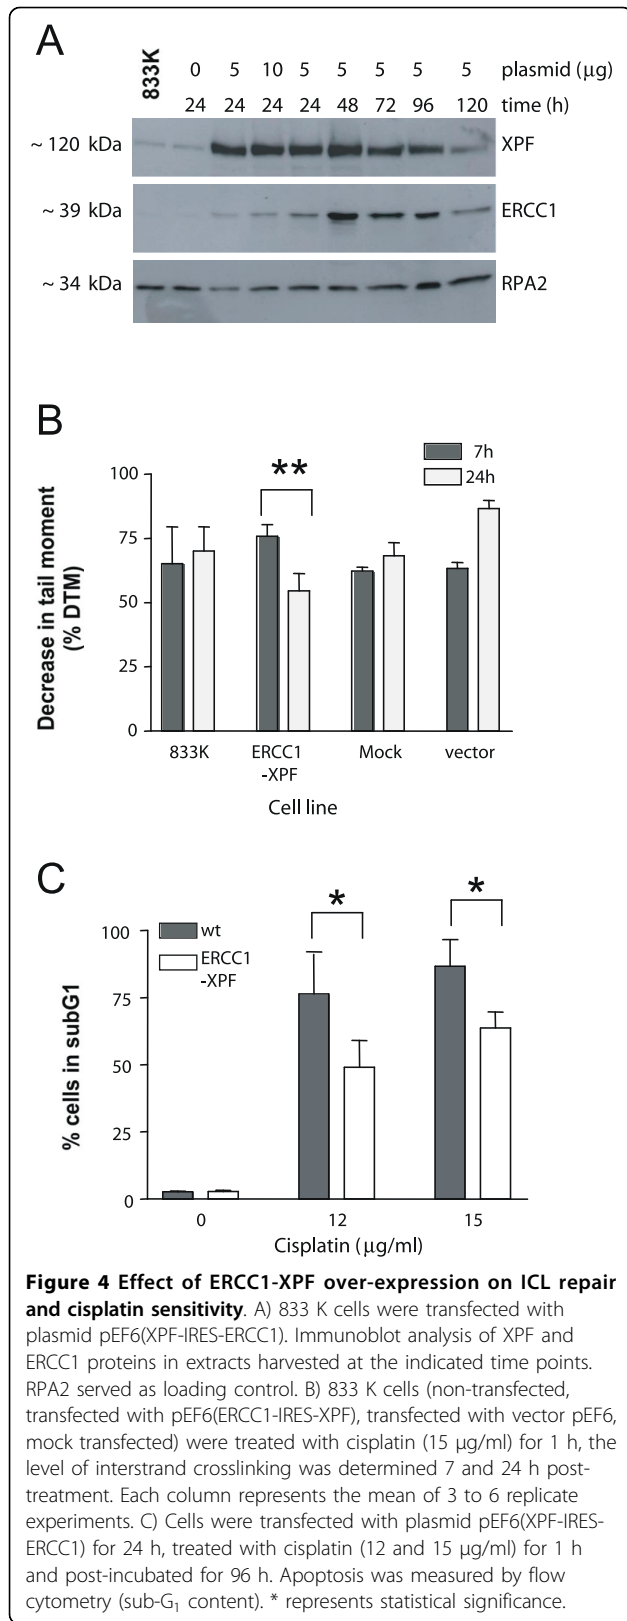 A
833K 0 5 10 5 5 5 5 5 plasmid (μg)
24 24 24 24 48 72 96 120 time (h)
~ 120 kDa XPF
~ 39 kDa ERCC1
~ 34 kDa RPA2
B
Decrease in tail moment
(% DTM)
7h
24h
**
100
75
50
25
0
833K ERCC1 Mock vector
-XPF
Cell line
C
% cells in subG1
wt
ERCC1
-XPF
* *
100
75
50
25
0
0 12 15
Cisplatin (μg/ml)
Figure 4 Effect of ERCC1-XPF over-expression on ICL repair
and cisplatin sensitivity. A) 833 K cells were transfected with
plasmid pEF6(XPF-IRES-ERCC1). Immunoblot analysis of XPF and
ERCC1 proteins in extracts harvested at the indicated time points.
RPA2 served as loading control. B) 833 K cells (non-transfected,
transfected with pEF6(ERCC1-IRES-XPF), transfected with vector pEF6,
mock transfected) were treated with cisplatin (15 μg/ml) for 1 h, the
level of interstrand crosslinking was determined 7 and 24 h post-
treatment. Each column represents the mean of 3 to 6 replicate
experiments. C) Cells were transfected with plasmid pEF6(XPF-IRES-
ERCC1) for 24 h, treated with cisplatin (12 and 15 μg/ml) for 1 h
and post-incubated for 96 h. Apoptosis was measured by flow
cytometry (sub-G₁ content). * represents statistical significance.